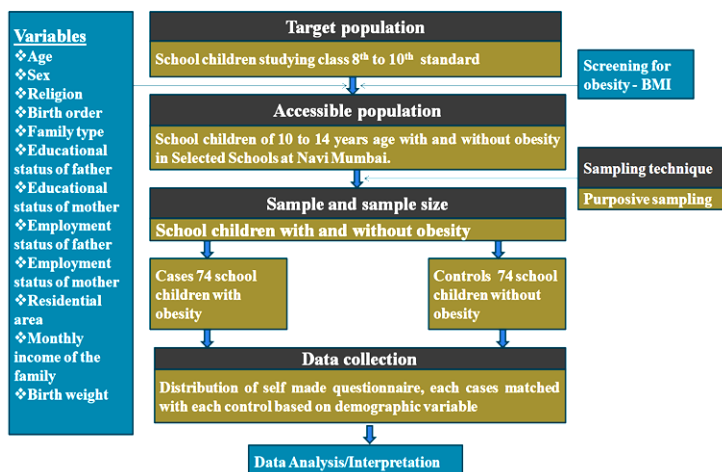 Variables
❖Age
❖Sex
❖Religion
❖Birth order
❖Family type
❖Educational
status of father
❖Educational
status of mother
❖Employment
status of father
❖Employment
status of mother
❖Residential
area
❖Monthly
income of the
family
❖Birth weight
Target population
School children studying class 8th to 10th standard
Screening for
obesity - BMI
Accessible population
School children of 10 to 14 years age with and without obesity
in Selected Schools at Navi Mumbai.
Sampling technique
Purposive sampling
Sample and sample size
School children with and without obesity
Cases 74 school
children with
obesity
Controls 74 school
children without
obesity
Data collection
Distribution of self made questionnaire, each cases matched
with each control based on demographic variable
Data Analysis/Interpretation